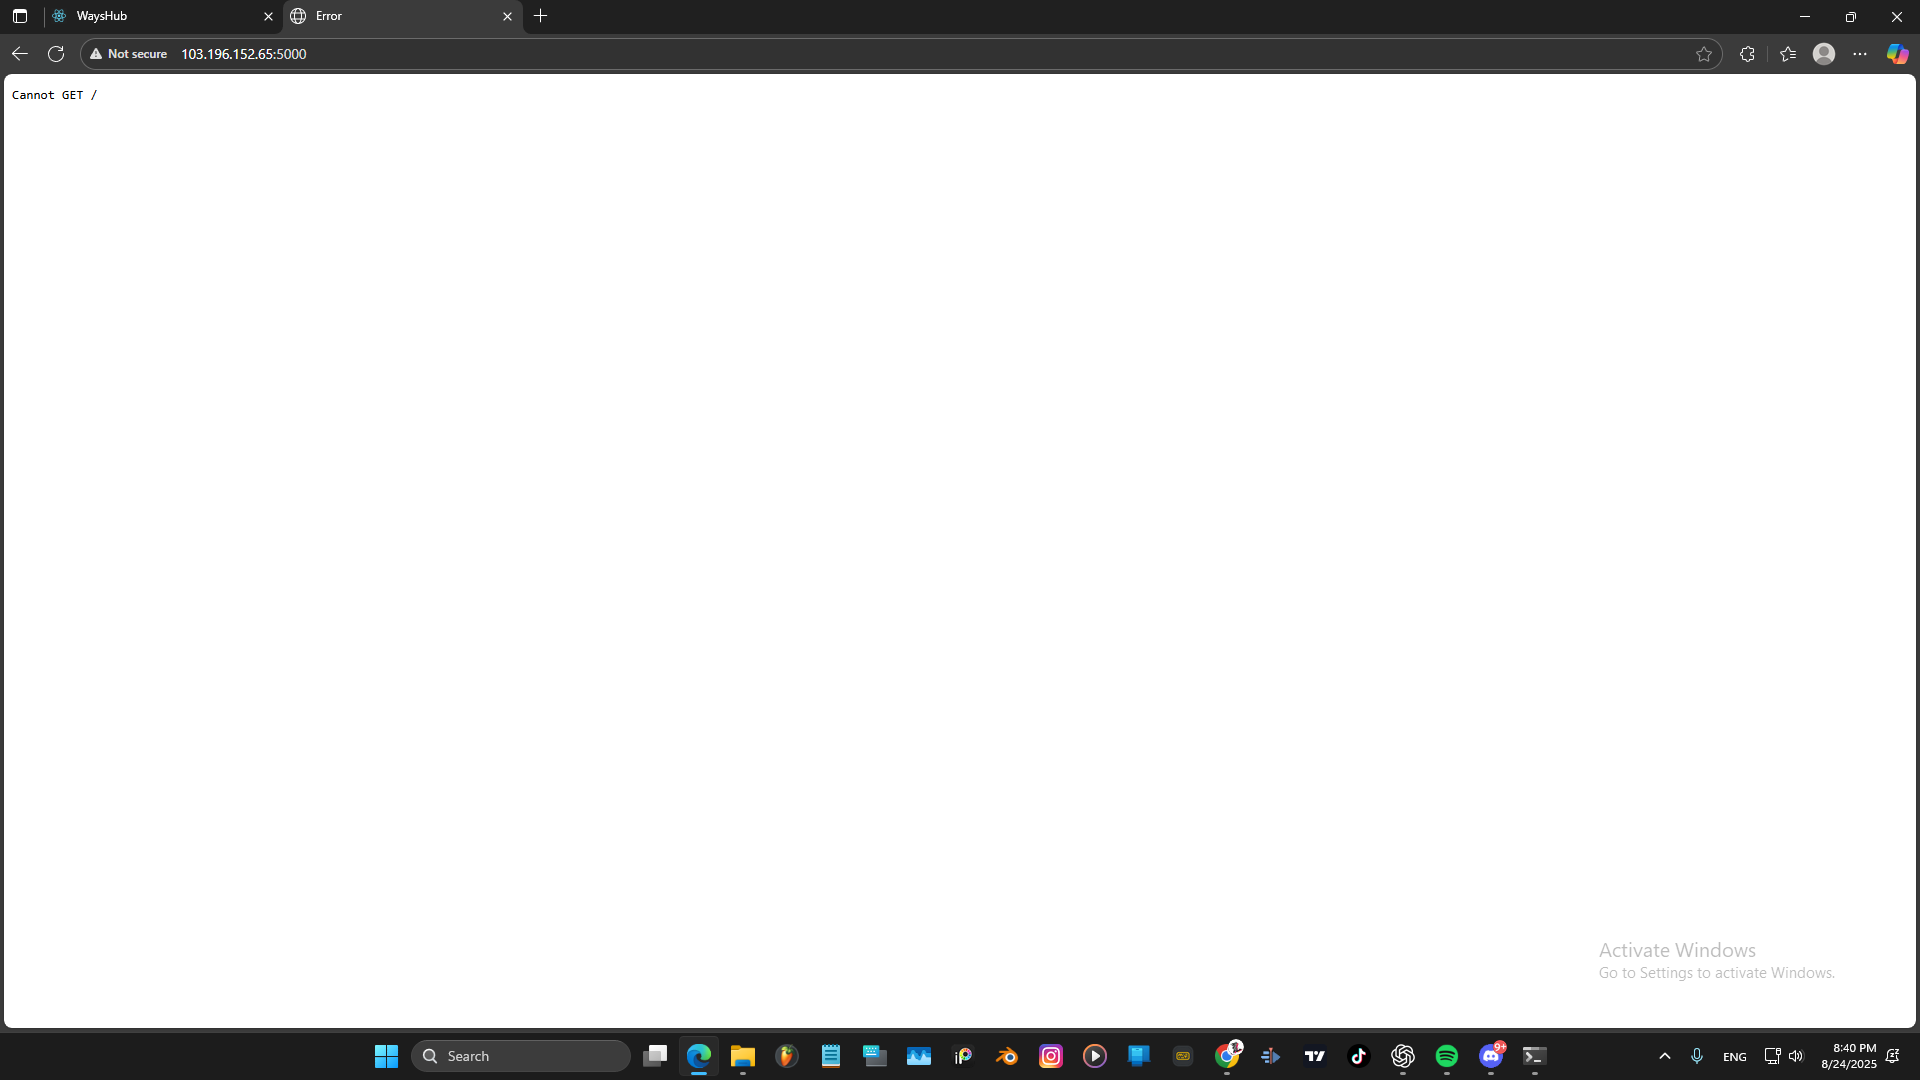 WaysHub
Error
Not secure
103.196.152.65:5000
Cannot GET /
Activate Windows
Go to Settings to activate Windows.
Search
9+
ENG
8:40 PM
8/24/2025